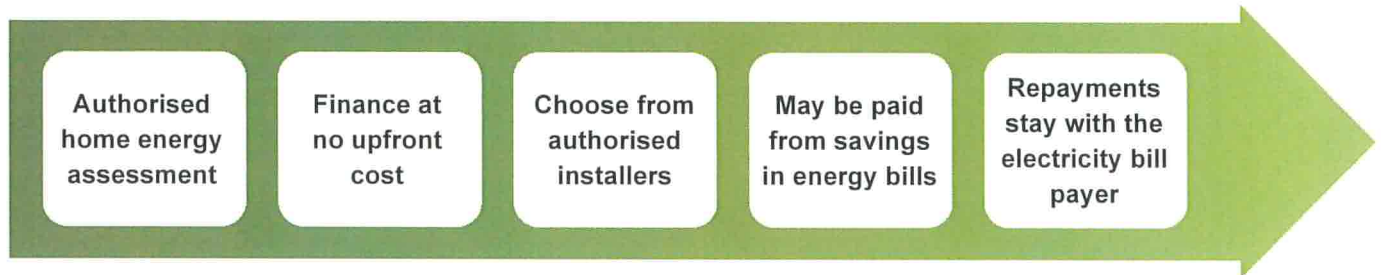 Authorised
home energy
assessment
Finance at
no upfront
cost
Choose from
authorised
installers
May be paid
from savings
in energy bills
Repayments
stay with the
electricity bill
payer